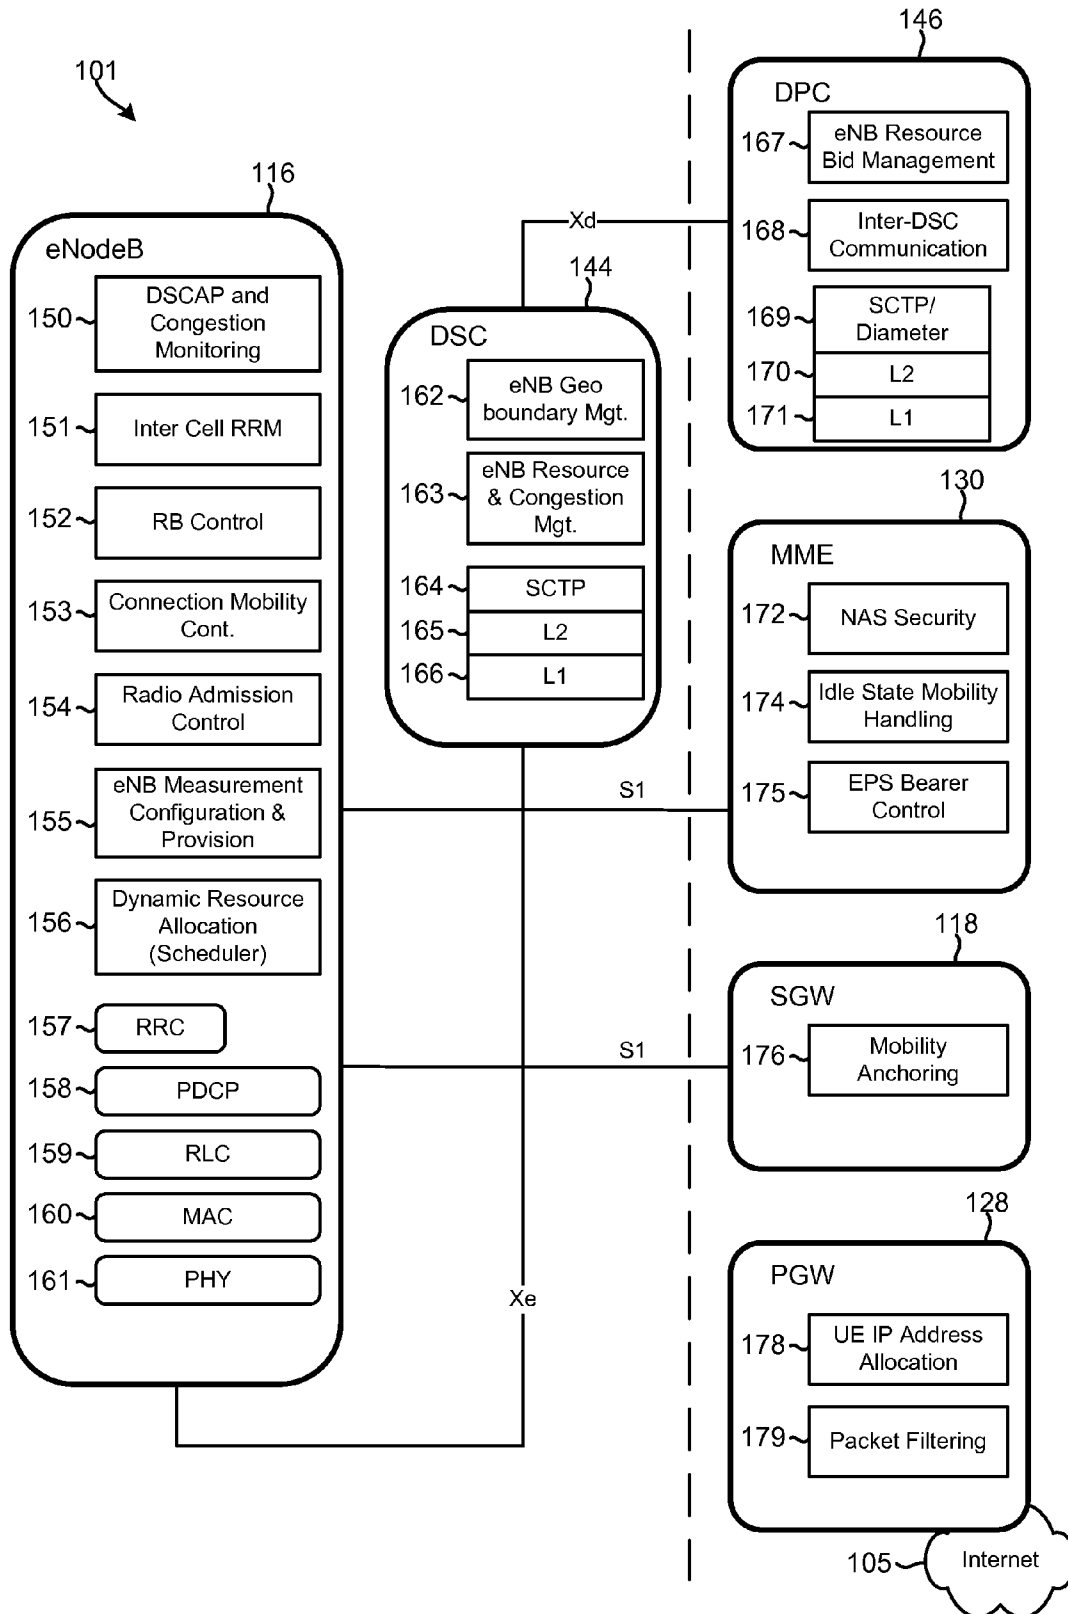 101
116
eNodeB
150
DSCAP and
Congestion
Monitoring
151
Inter Cell RRM
152
RB Control
153
Connection Mobility
Cont.
154
Radio Admission
Control
155
eNB Measurement
Configuration &
Provision
156
Dynamic Resource
Allocation
(Scheduler)
157
RRC
158
PDCP
159
RLC
160
MAC
161
PHY
144
DSC
162
eNB Geo
boundary Mgt.
163
eNB Resource
& Congestion
Mgt.
164
SCTP
165
L2
166
L1
Xd
S1
S1
Xe
146
DPC
167
eNB Resource
Bid Management
168
Inter-DSC
Communication
169
SCTP/
Diameter
170
L2
171
L1
130
MME
172
NAS Security
174
Idle State Mobility
Handling
175
EPS Bearer
Control
118
SGW
176
Mobility
Anchoring
128
PGW
178
UE IP Address
Allocation
179
Packet Filtering
105
Internet